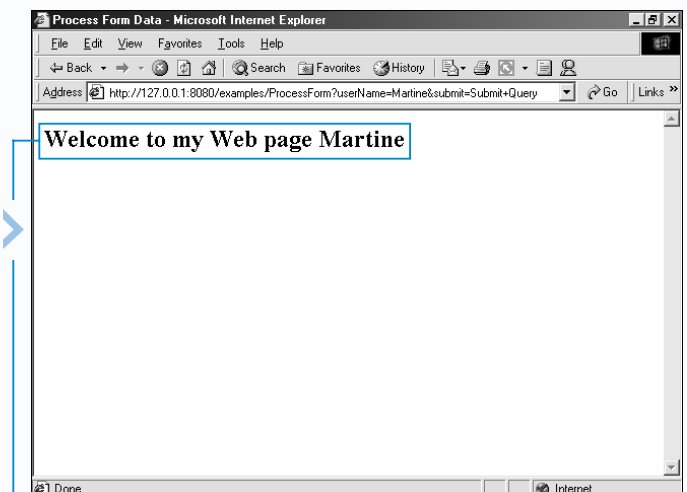 Process Form Data - Microsoft Internet Explorer
File Edit View Favorites Tools Help
Back Search Favorites History
Address http://127.0.0.1:8080/examples/ProcessForm?userName=Martine&submit=Submit+Query Go Links »
Welcome to my Web page Martine
Done Internet